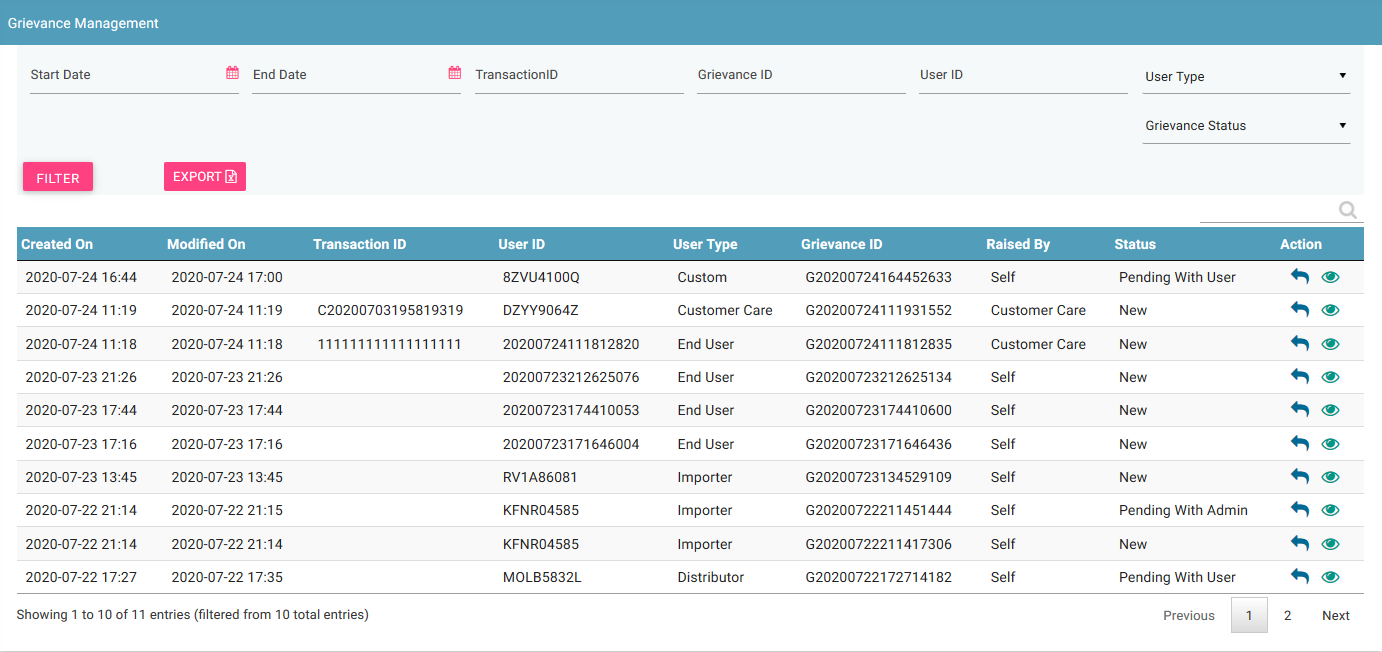 Grievance Management
Start Date End Date TransactionID Grievance ID User ID User Type
Grievance Status
FILTER EXPORT
Created On Modified On Transaction ID User ID User Type Grievance ID Raised By Status Action
2020-07-24 16:44 2020-07-24 17:00 8ZVU4100Q Custom G20200724164452633 Self Pending With User
2020-07-24 11:19 2020-07-24 11:19 C20200703195819319 DZYY9064Z Customer Care G20200724111931552 Customer Care New
2020-07-24 11:18 2020-07-24 11:18 111111111111111111 20200724111812820 End User G20200724111812835 Customer Care New
2020-07-23 21:26 2020-07-23 21:26 20200723212625076 End User G20200723212625134 Self New
2020-07-23 17:44 2020-07-23 17:44 20200723174410053 End User G20200723174410600 Self New
2020-07-23 17:16 2020-07-23 17:16 20200723171646004 End User G20200723171646436 Self New
2020-07-23 13:45 2020-07-23 13:45 RV1A86081 Importer G20200723134529109 Self New
2020-07-22 21:14 2020-07-22 21:15 KFNR04585 Importer G20200722211451444 Self Pending With Admin
2020-07-22 21:14 2020-07-22 21:14 KFNR04585 Importer G20200722211417306 Self New
2020-07-22 17:27 2020-07-22 17:35 MOLB5832L Distributor G20200722172714182 Self Pending With User
Showing 1 to 10 of 11 entries (filtered from 10 total entries) Previous 1 2 Next